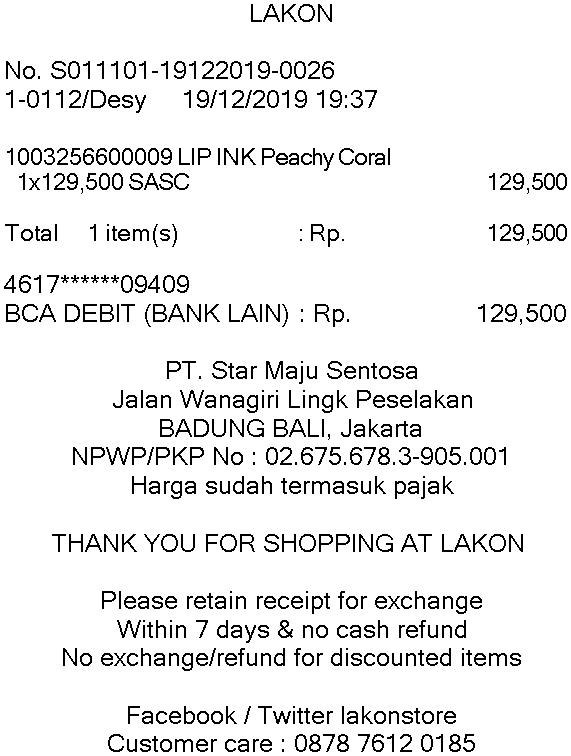 LAKON
No. S011101-19122019-0026
1-0112/Desy 19/12/2019 19:37
1003256600009 LIP INK Peachy Coral
1x129,500 SASC 129,500
Total 1 item(s) : Rp. 129,500
4617******09409
BCA DEBIT (BANK LAIN) : Rp. 129,500
PT. Star Maju Sentosa
Jalan Wanagiri Lingk Peselakan
BADUNG BALI, Jakarta
NPWP/PKP No : 02.675.678.3-905.001
Harga sudah termasuk pajak
THANK YOU FOR SHOPPING AT LAKON
Please retain receipt for exchange
Within 7 days & no cash refund
No exchange/refund for discounted items
Facebook / Twitter lakonstore
Customer care : 0878 7612 0185